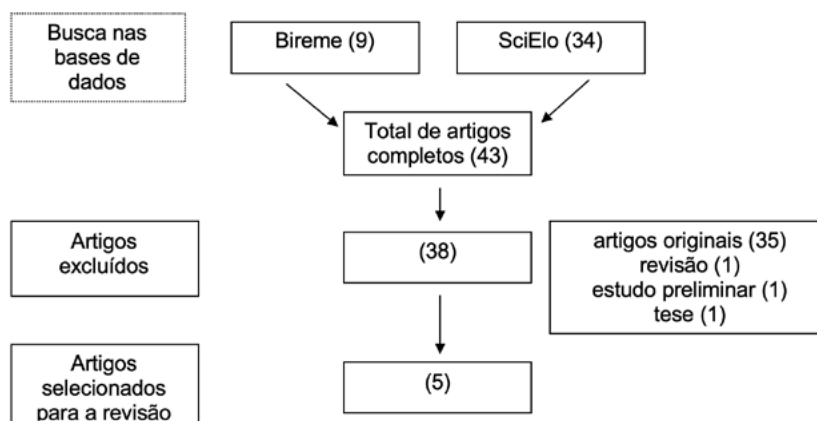 Busca nas
bases de
dados
Bireme (9)
SciElo (34)
Total de artigos
completos (43)
Artigos
excluídos
(38)
artigos originais (35)
revisão (1)
estudo preliminar (1)
tese (1)
Artigos
selecionados
para a revisão
(5)